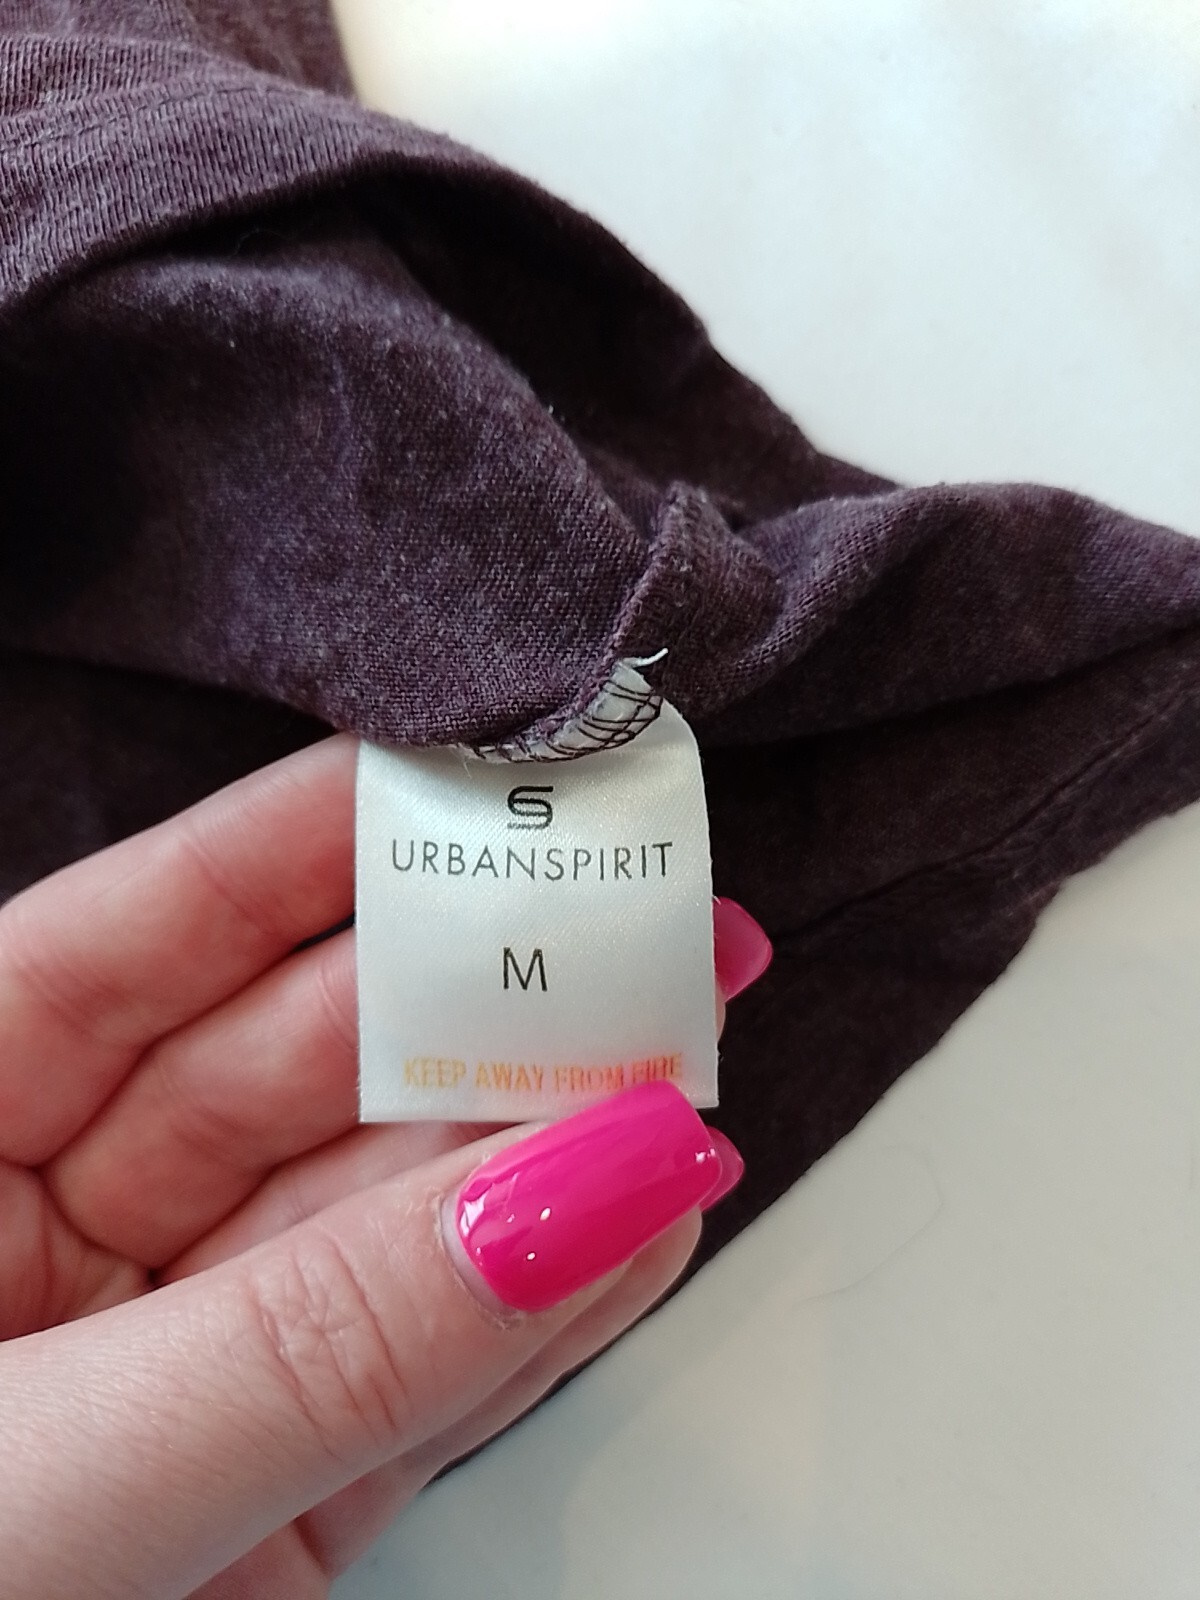 S
URBANSPIRIT
M
KEEP AWAY FROM FIRE